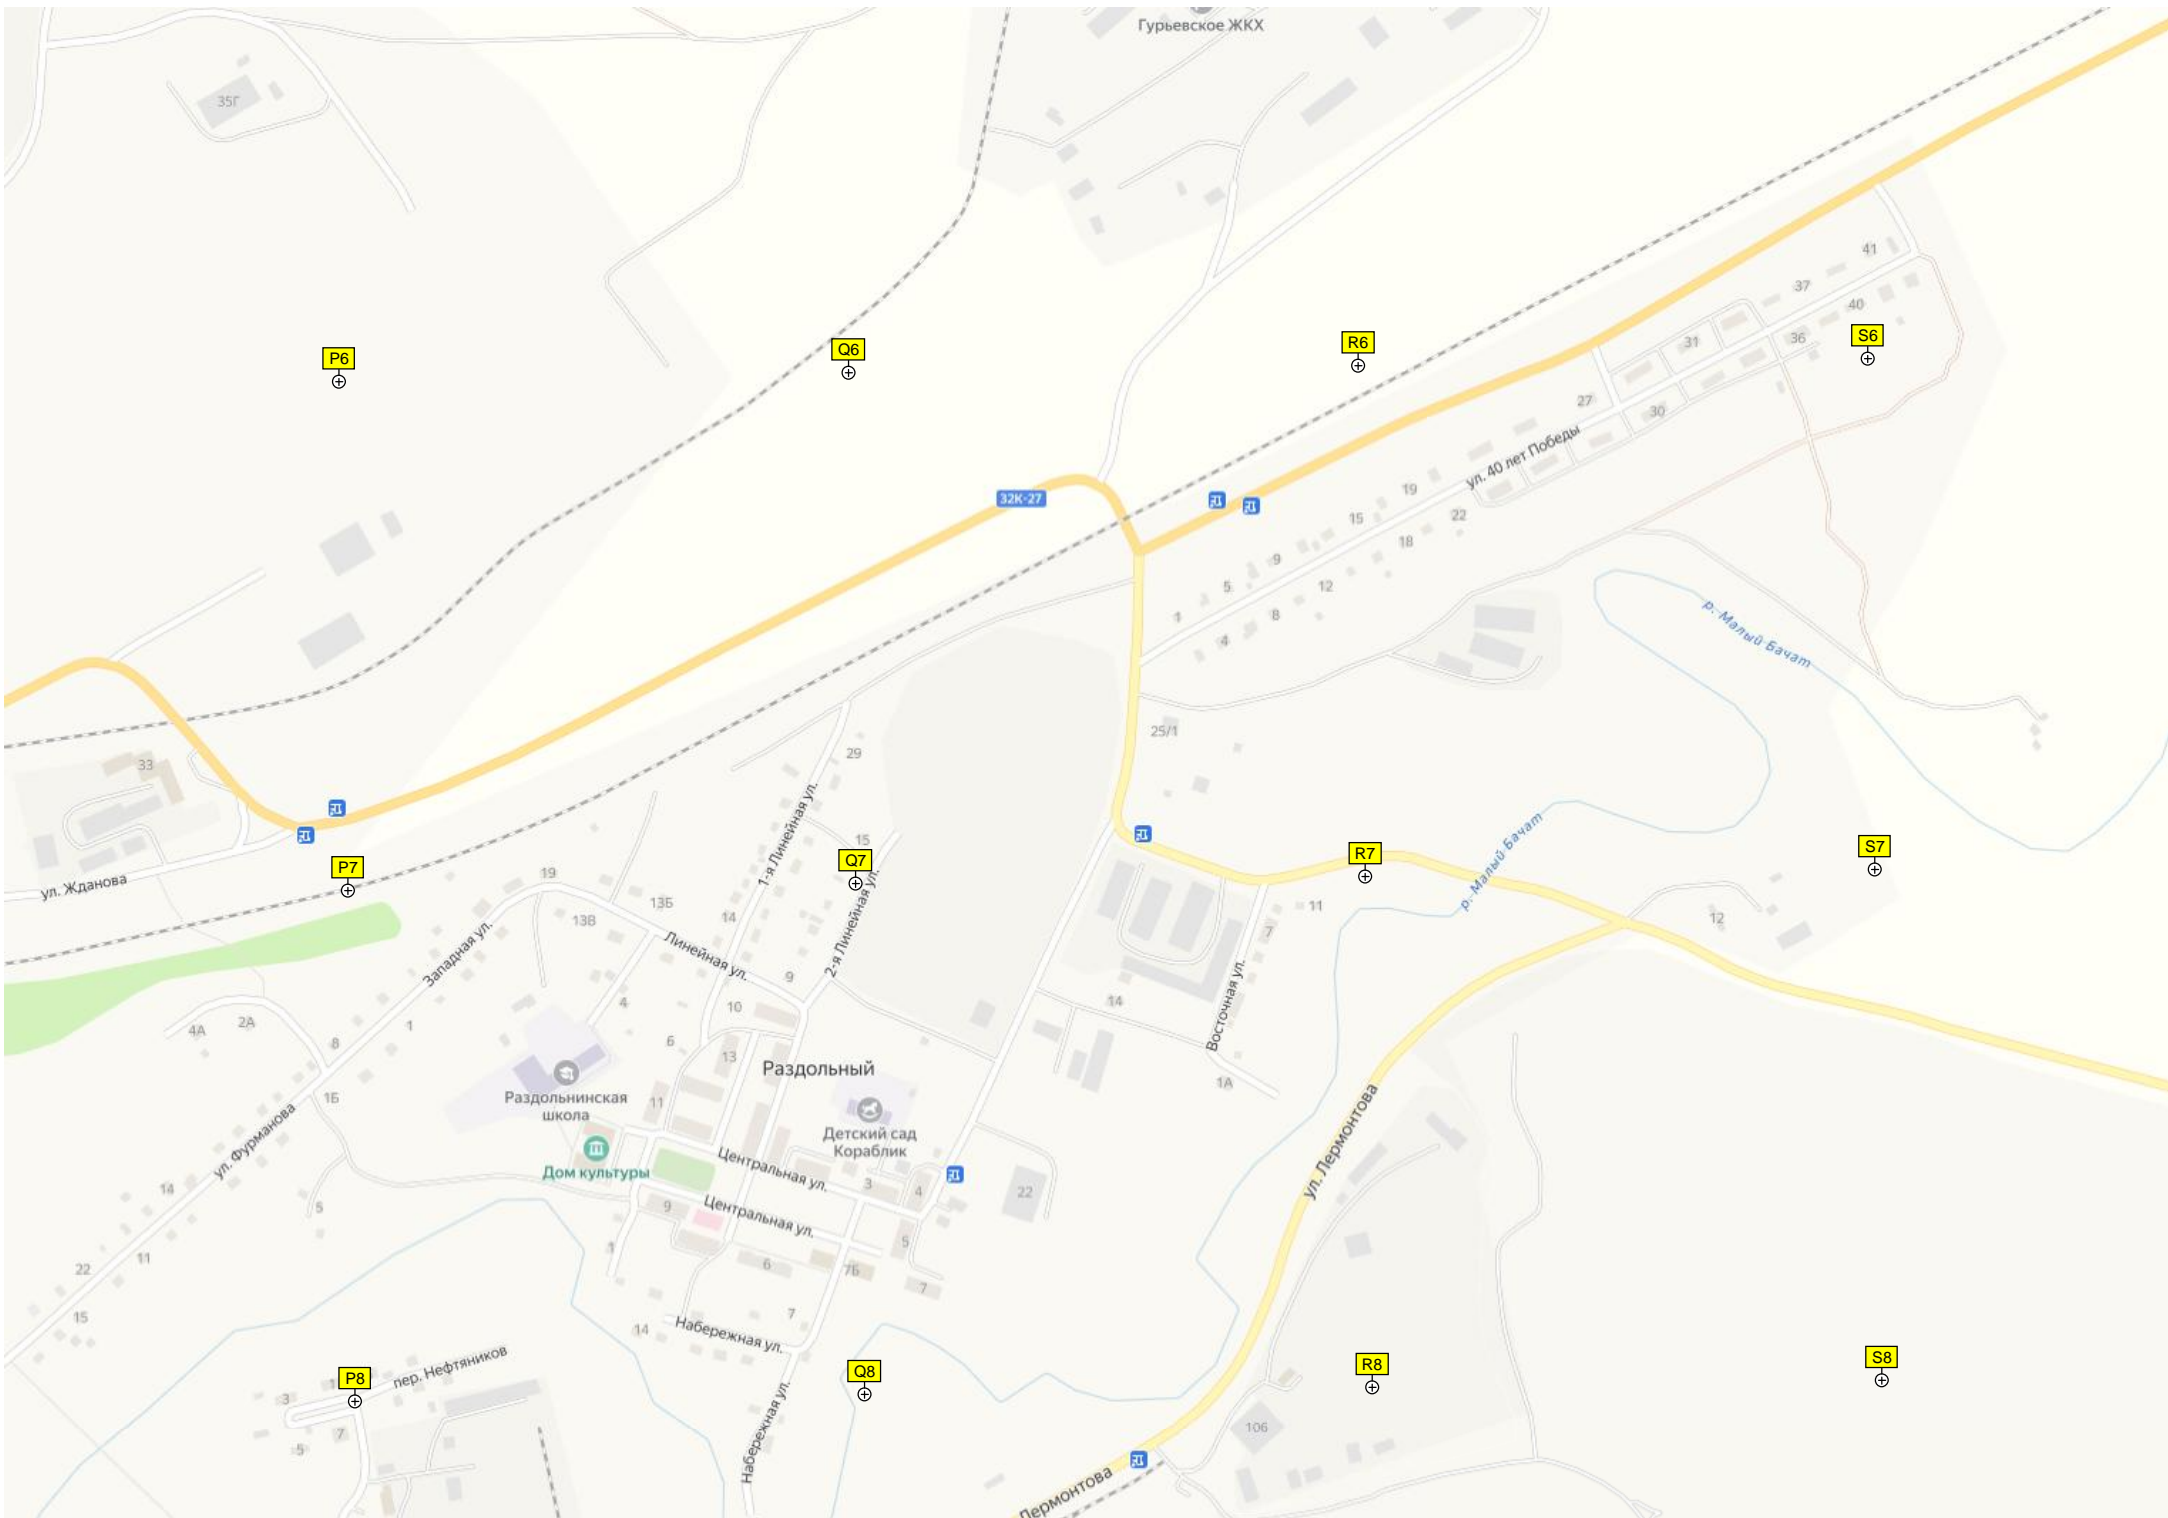 Гурьевское ЖКХ
35Г
41
37
40
P6
Q6
R6
31
36
S6
27
30
32К-27
ул. 40 лет Победы
19
15
22
18
9
5
12
1
8
4
р. Малый Бачат
25/1
29
33
1-я Линейная ул.
15
ул. Жданова
P7
Q7
R7
S7
р. Малый Бачат
19
13Б
13В
14
11
12
7
Западная ул.
Линейная ул.
2-я Линейная ул.
9
4
10
14
Восточная ул.
4А
2А
8
1
6
13
Раздольный
1Б
Раздольнинская
школа
11
1А
ул. Фурманова
Детский сад
Кораблик
Дом культуры
Центральная ул.
ул. Лермонтова
14
5
3
4
22
9
Центральная ул.
11
1
5
22
6
7Б
7
15
7
14
Набережная ул.
P8
пер. Нефтяников
Q8
R8
S8
3
1
5
7
Набережная ул.
106
Лермонтова